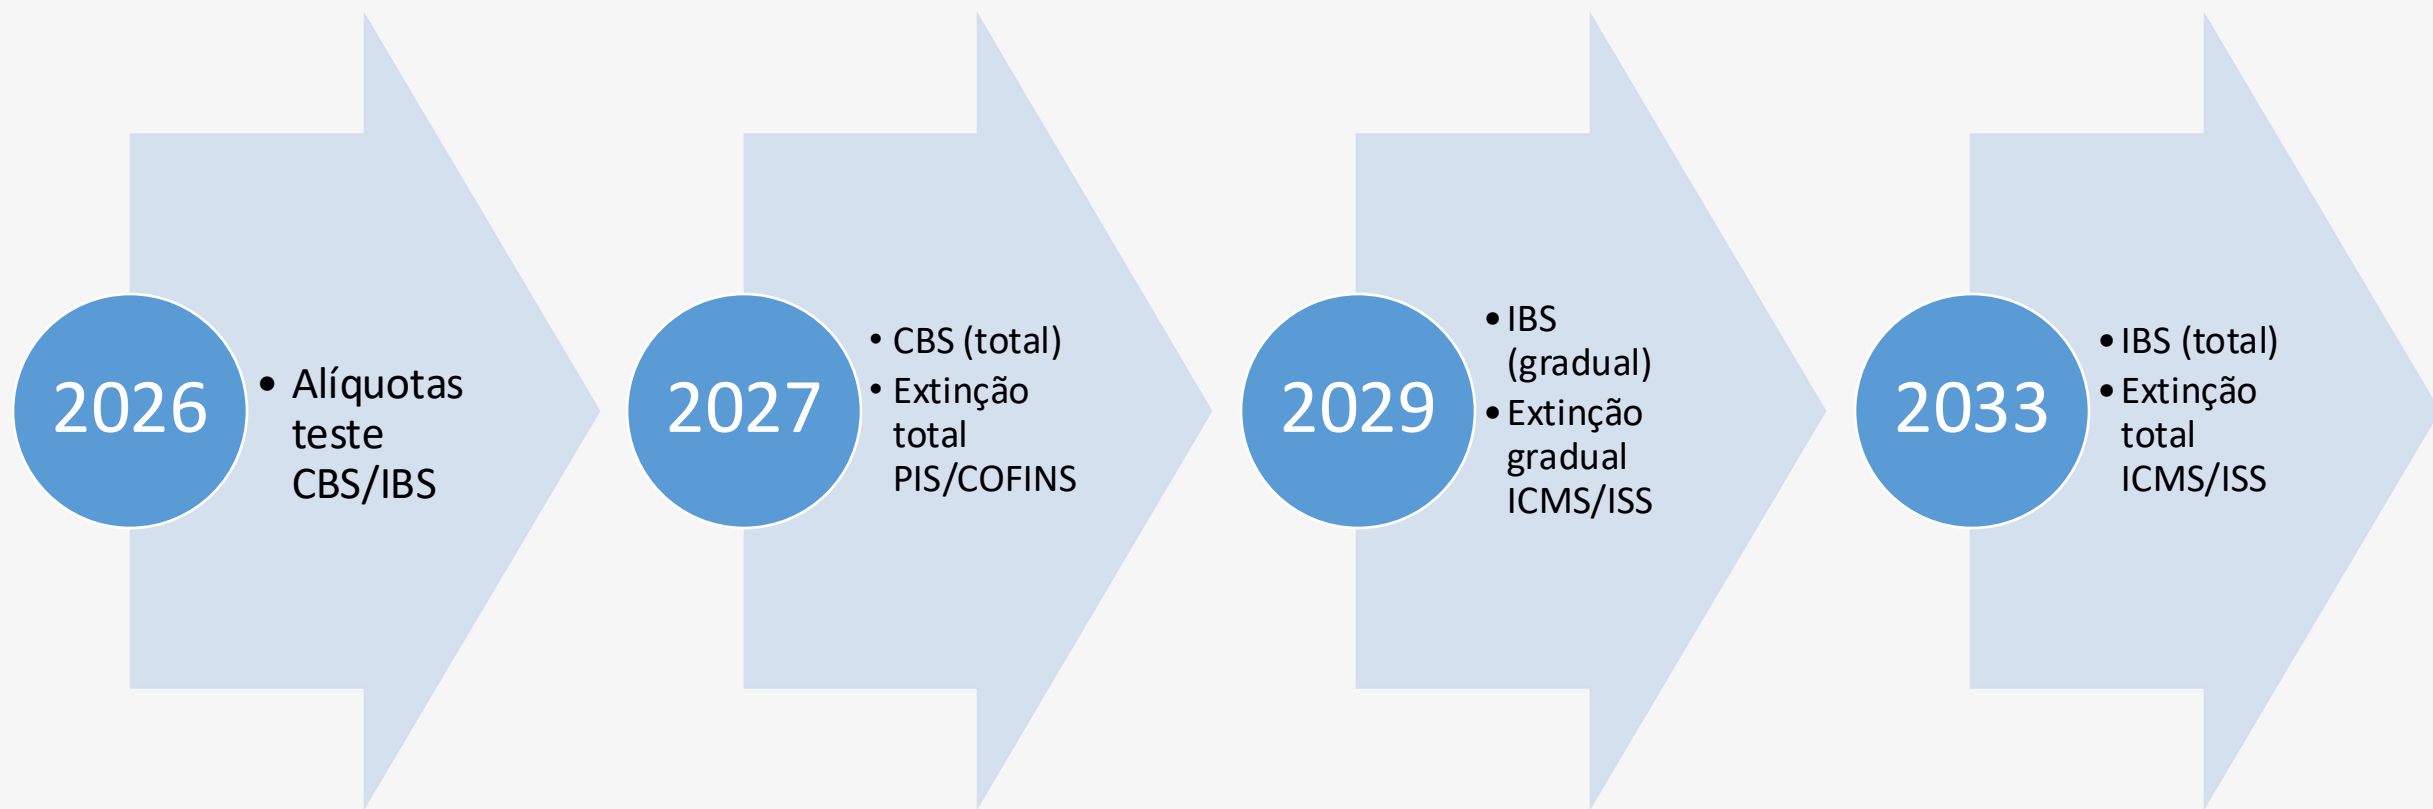 2026
• Alíquotas
teste
CBS/IBS
2027
• CBS (total)
• Extinção
total
PIS/COFINS
2029
• IBS
(gradual)
• Extinção
gradual
ICMS/ISS
2033
• IBS (total)
• Extinção
total
ICMS/ISS